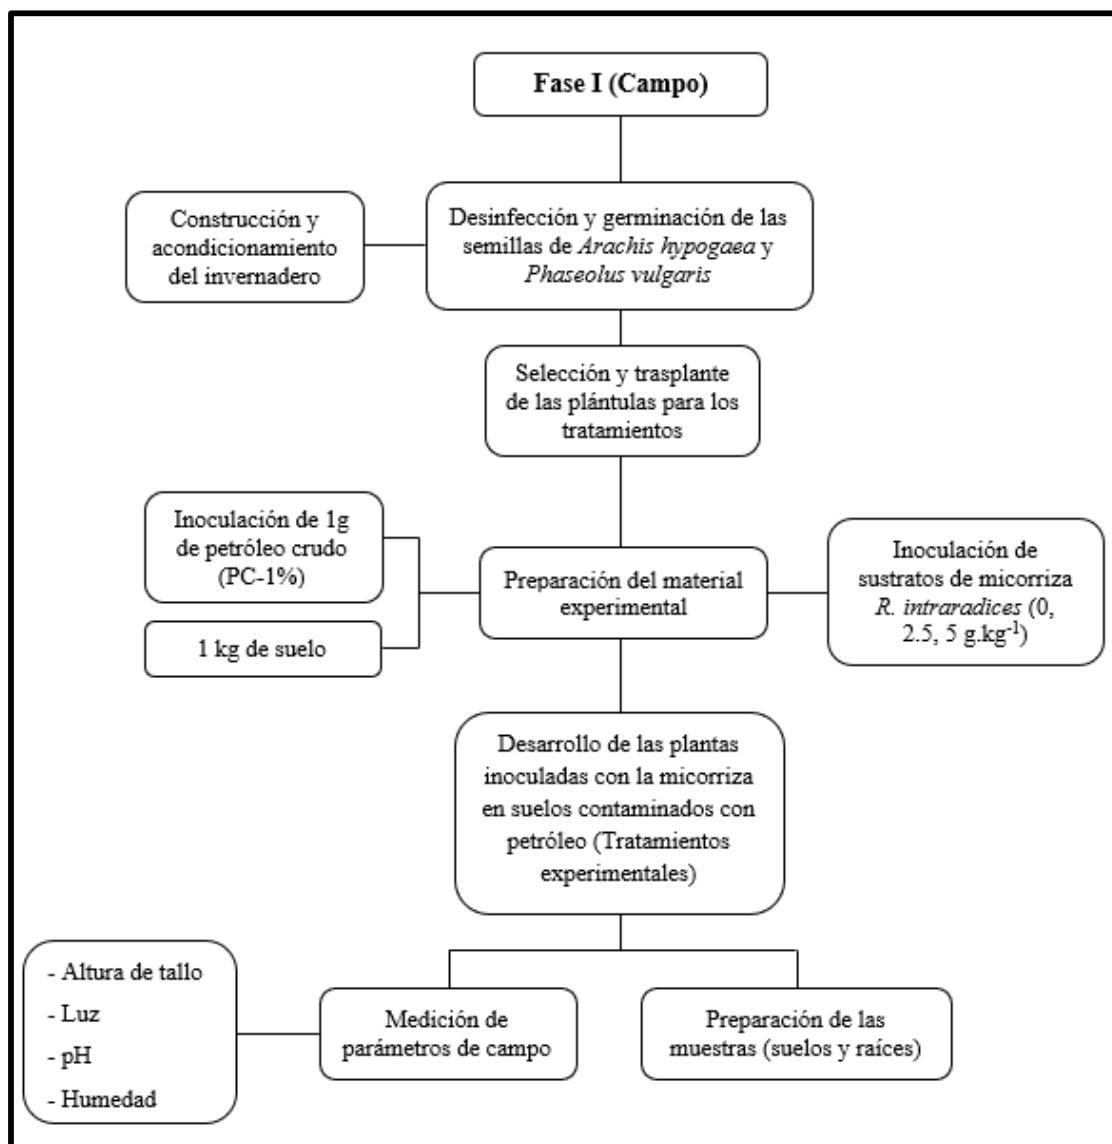 Fase I (Campo)
Construcción y
acondicionamiento
del invernadero
Desinfección y germinación de las
semillas de Arachis hypogaea y
Phaseolus vulgaris
Selección y trasplante
de las plántulas para los
tratamientos
Inoculación de 1g
de petróleo crudo
(PC-1%)
1 kg de suelo
Preparación del material
experimental
Inoculación de
sustratos de micorriza
R. intraradices (0,
2.5, 5 g.kg⁻¹)
Desarrollo de las plantas
inoculadas con la micorriza
en suelos contaminados con
petróleo (Tratamientos
experimentales)
- Altura de tallo
- Luz
- pH
- Humedad
Medición de
parámetros de campo
Preparación de las
muestras (suelos y raíces)